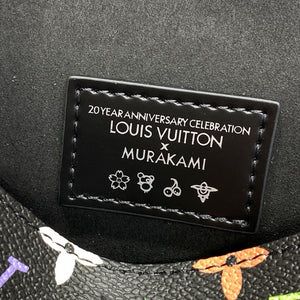 20 YEAR ANNIVERSARY CELEBRATION
LOUIS VUITTON
×
MURAKAMI